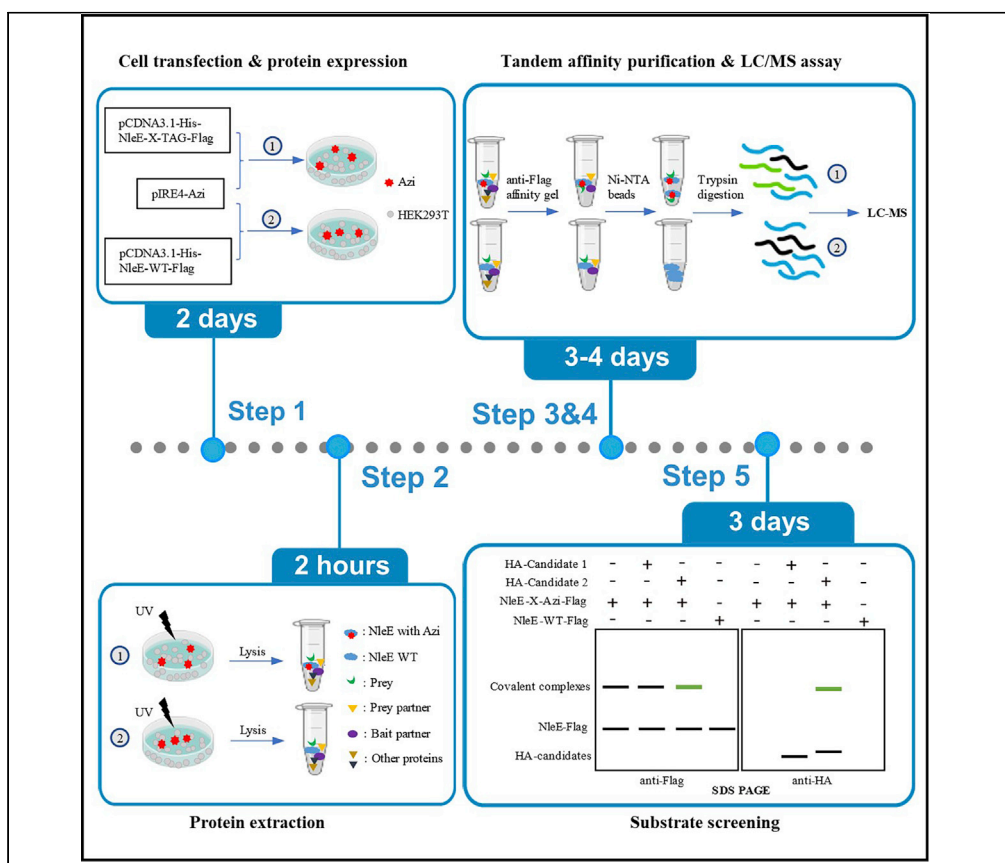 Cell transfection & protein expression
pCDNA3.1-His-
NleE-X-TAG-Flag
pIRE4-Azi
pCDNA3.1-His-
NleE-WT-Flag
1
2
Azi
HEK293T
2 days
Step 1
Tandem affinity purification & LC/MS assay
anti-Flag
affinity gel
Ni-NTA
beads
Trypsin
digestion
1
2
LC-MS
3-4 days
Step 3&4
Step 2
2 hours
UV
1
Lysis
UV
2
Lysis
: NleE with Azi
: NleE WT
: Prey
: Prey partner
: Bait partner
: Other proteins
Protein extraction
Step 5
3 days
HA-Candidate 1 - + - - - + - -
HA-Candidate 2 - - + - - - + -
NleE-X-Azi-Flag + + + - + + + -
NleE-WT-Flag - - - + - - - +
Covalent complexes
NleE-Flag
HA-candidates
anti-Flag
anti-HA
SDS PAGE
Substrate screening